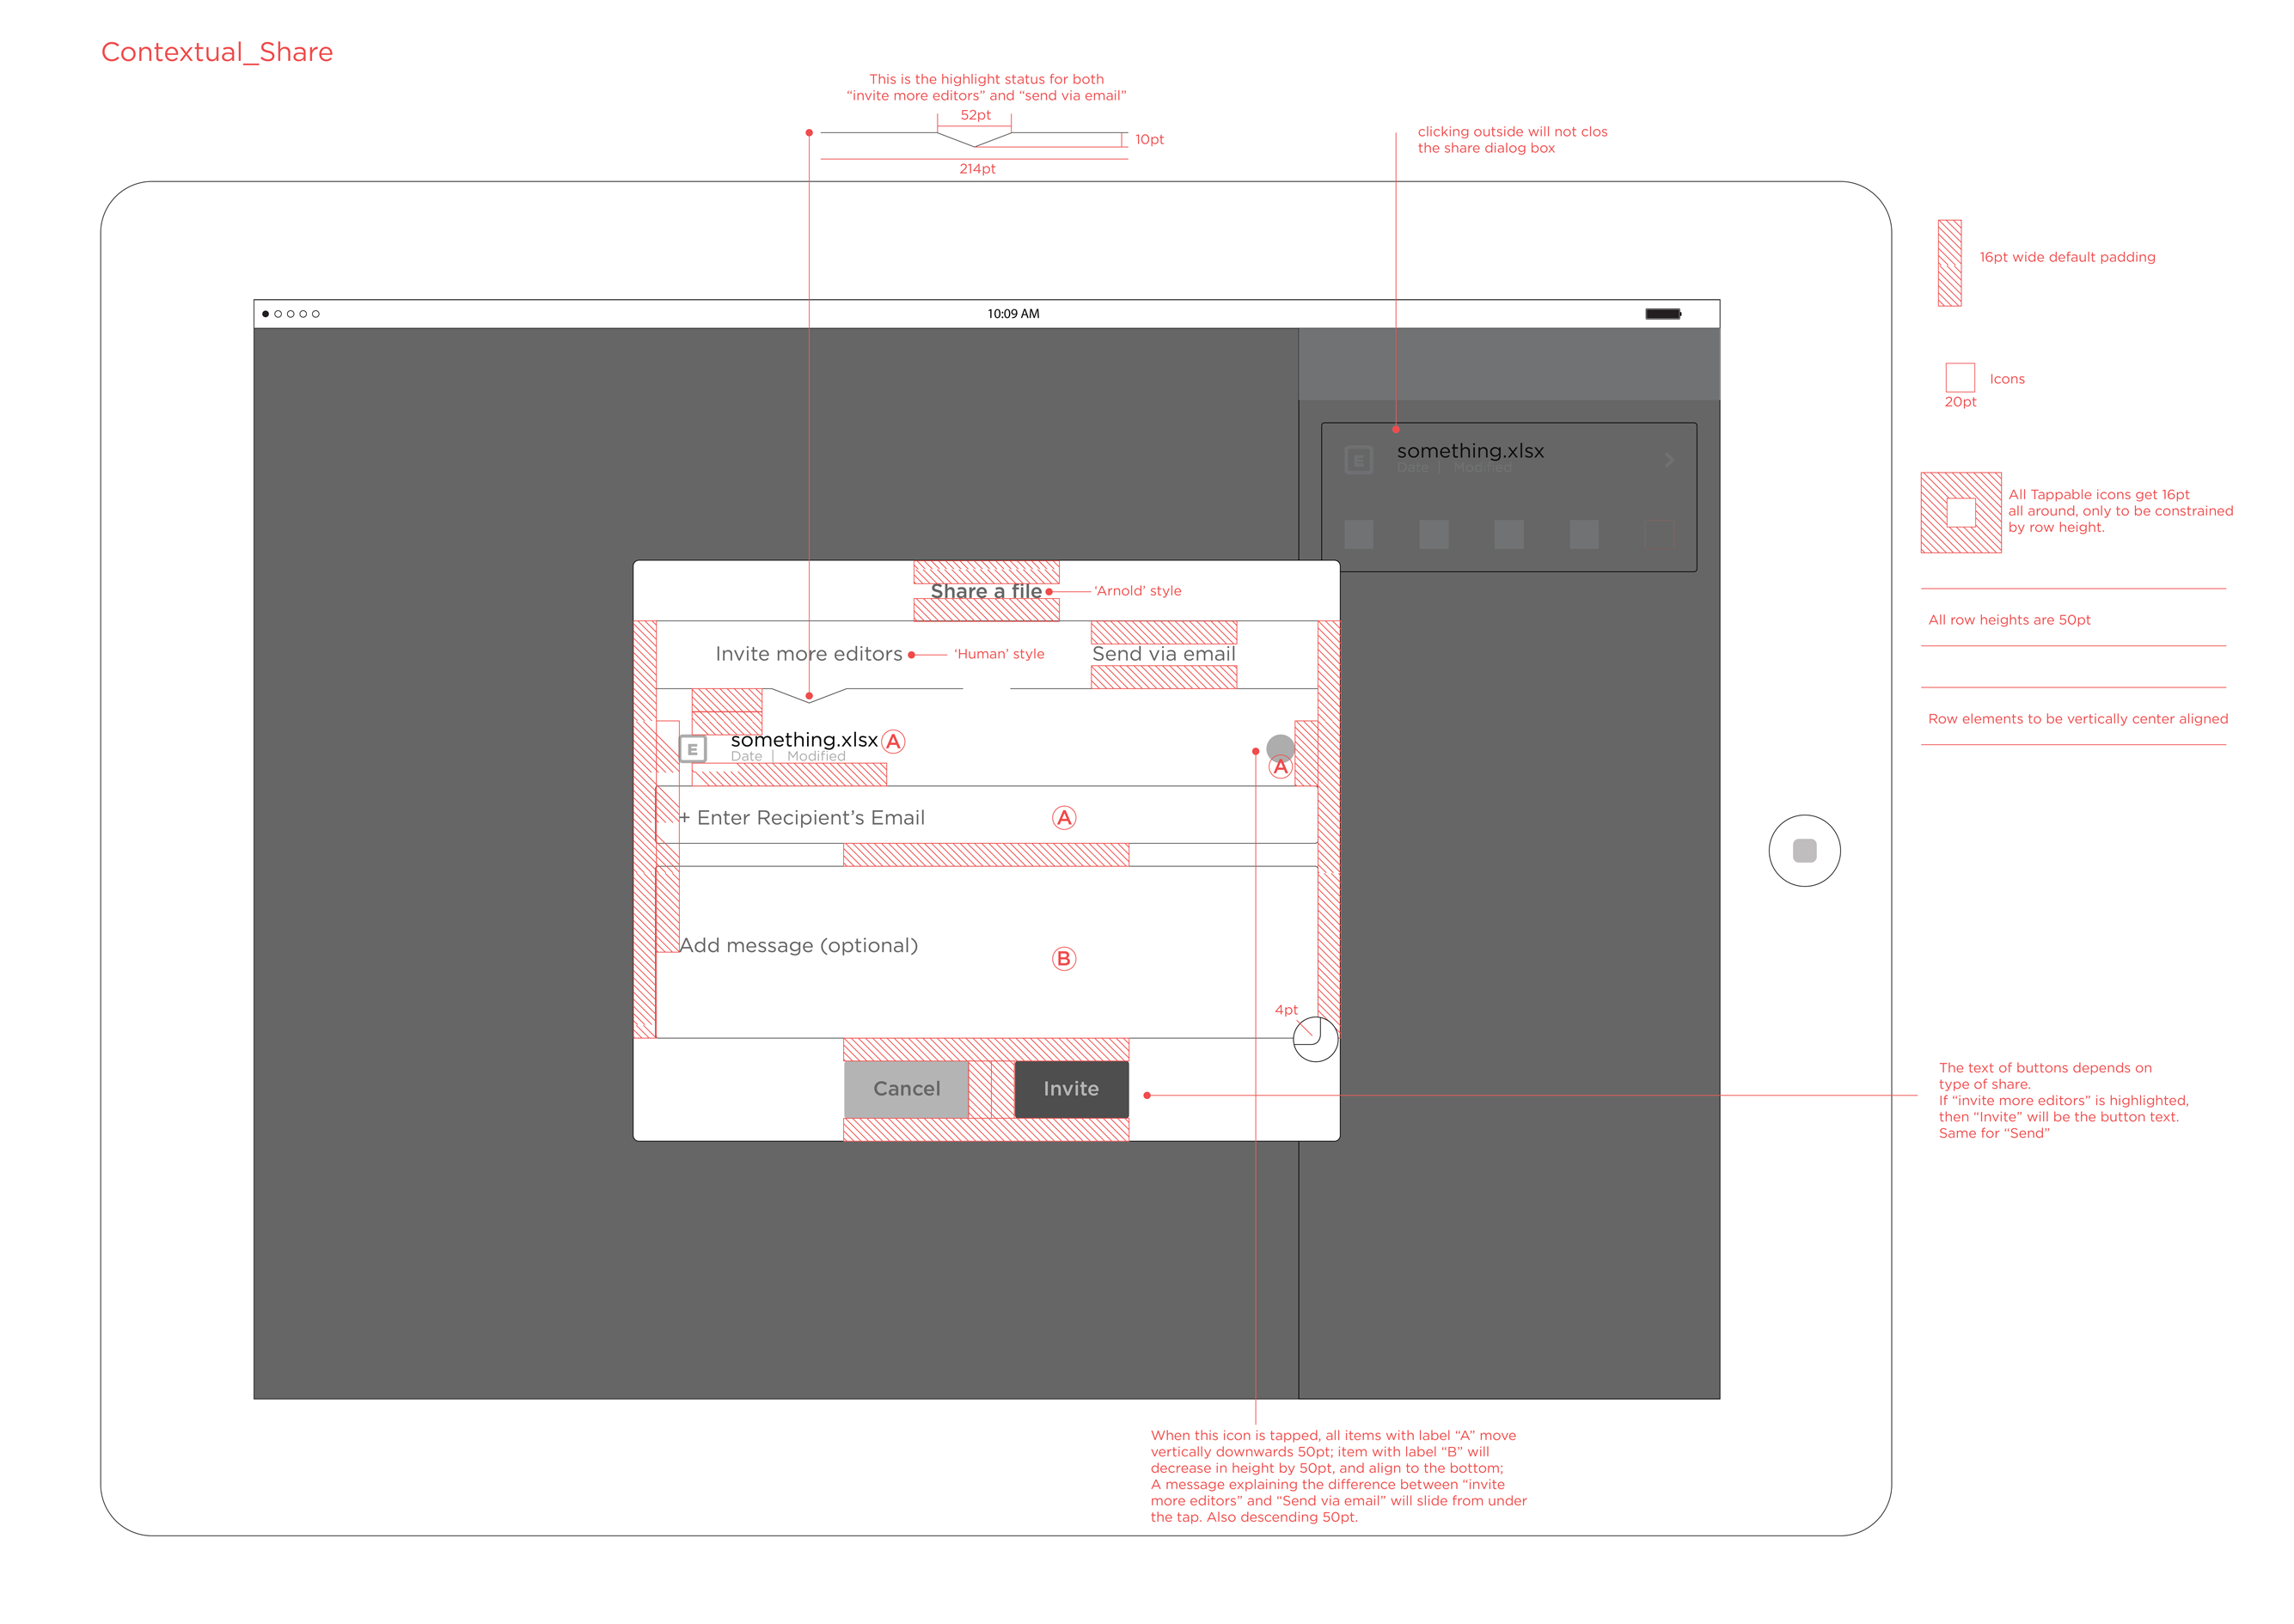 Contextual_Share
This is the highlight status for both
“invite more editors” and “send via email”
52pt
10pt
214pt
clicking outside will not clos
the share dialog box
16pt wide default padding
Icons
20pt
All Tappable icons get 16pt
all around, only to be constrained
by row height.
All row heights are 50pt
Row elements to be vertically center aligned
10:09 AM
E
something.xlsx
Date | Modified
Share a file
‘Arnold’ style
Invite more editors
‘Human’ style
Send via email
E
something.xlsx
A
Date | Modified
A
+ Enter Recipient’s Email
A
Add message (optional)
B
4pt
Cancel
Invite
The text of buttons depends on
type of share.
If “invite more editors” is highlighted,
then “Invite” will be the button text.
Same for “Send”
When this icon is tapped, all items with label “A” move
vertically downwards 50pt; item with label “B” will
decrease in height by 50pt, and align to the bottom;
A message explaining the difference between “invite
more editors” and “Send via email” will slide from under
the tap. Also descending 50pt.